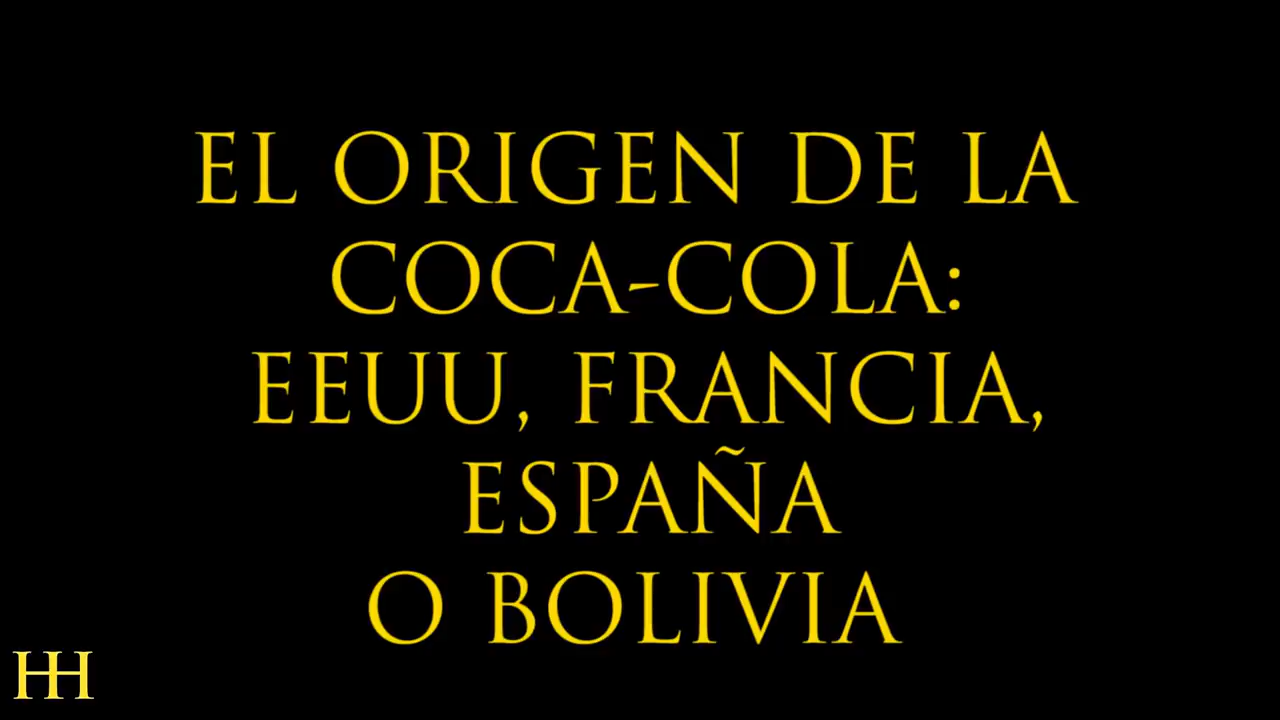 EL ORIGEN DE LA
COCA-COLA:
EEUU, FRANCIA,
ESPAÑA
O BOLIVIA
HH